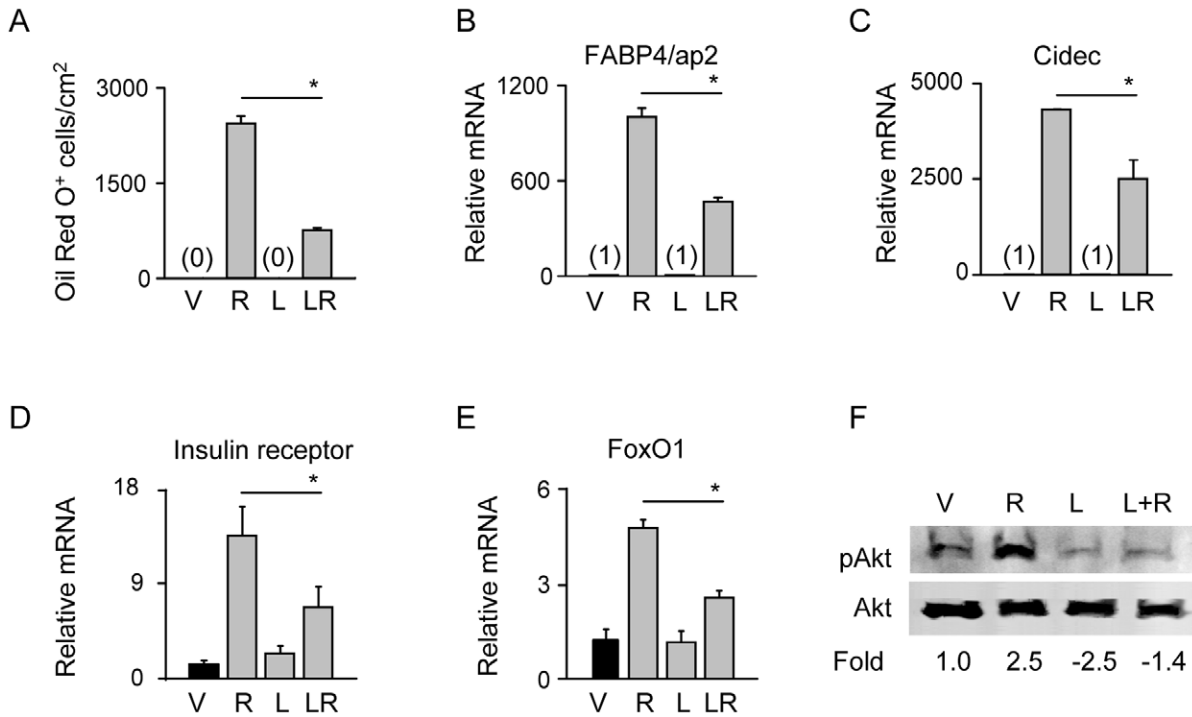 A
Oil Red O⁺ cells/cm²
3000
1500
0
(0)
(0)
*
V R L LR
B
FABP4/ap2
Relative mRNA
1200
600
0
(1)
(1)
*
V R L LR
C
Cidec
Relative mRNA
5000
2500
0
(1)
(1)
*
V R L LR
D
Insulin receptor
Relative mRNA
18
9
0
*
V R L LR
E
FoxO1
Relative mRNA
6
3
0
*
V R L LR
F
V R L L+R
pAkt
Akt
Fold 1.0 2.5 -2.5 -1.4